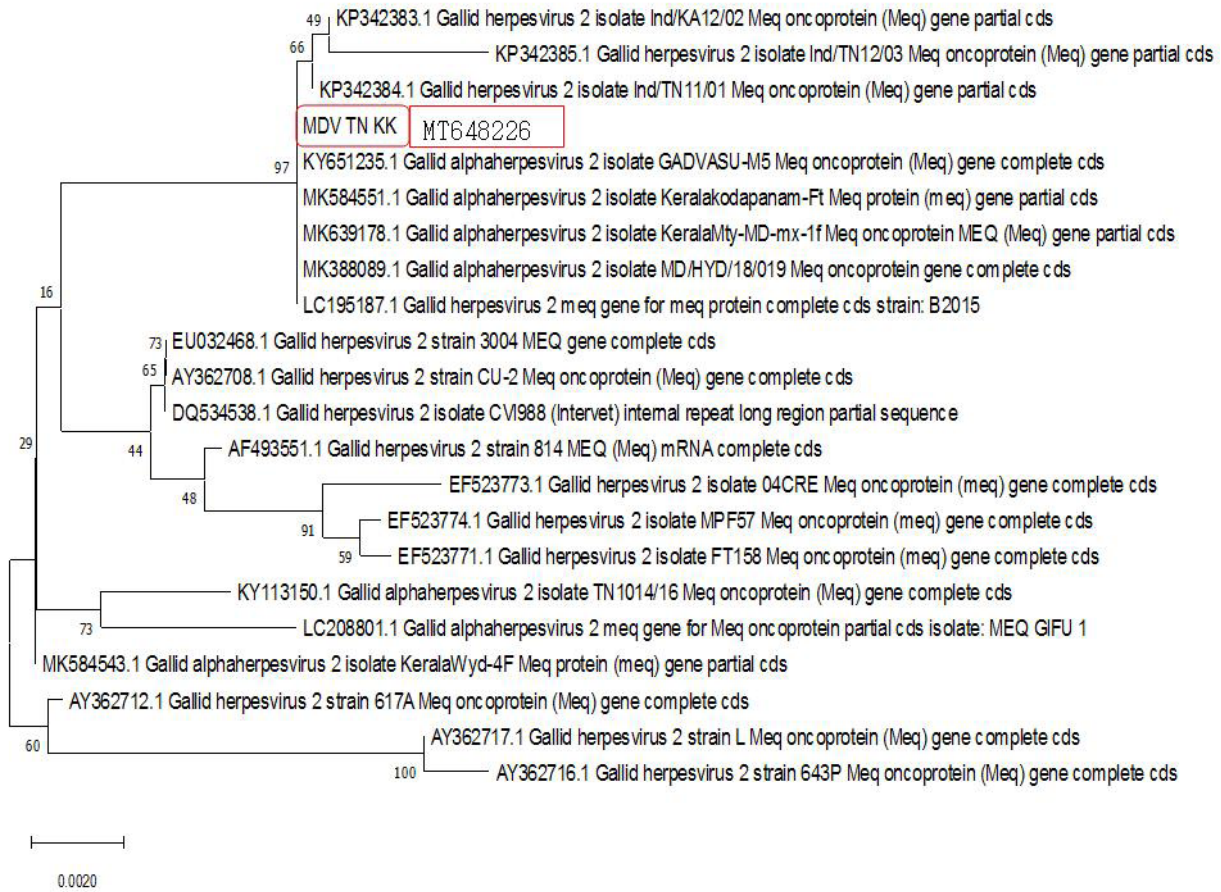 49 KP342383.1 Gallid herpesvirus 2 isolate Ind/KA12/02 Meq oncoprotein (Meq) gene partial cds
66 KP342385.1 Gallid herpesvirus 2 isolate Ind/TN12/03 Meq oncoprotein (Meq) gene partial cds
KP342384.1 Gallid herpesvirus 2 isolate Ind/TN11/01 Meq oncoprotein (Meq) gene partial cds
MDV TN KK MT648226
97 KY651235.1 Gallid alphaherpesvirus 2 isolate GADVASU-M5 Meq oncoprotein (Meq) gene complete cds
MK584551.1 Gallid alphaherpesvirus 2 isolate Keralakodapanam-Ft Meq protein (meq) gene partial cds
MK639178.1 Gallid alphaherpesvirus 2 isolate KeralaMty-MD-mx-1f Meq oncoprotein MEQ (Meq) gene partial cds
MK388089.1 Gallid alphaherpesvirus 2 isolate MD/HYD/18/019 Meq oncoprotein gene complete cds
16 LC195187.1 Gallid herpesvirus 2 meq gene for meq protein complete cds strain: B2015
73 EU032468.1 Gallid herpesvirus 2 strain 3004 MEQ gene complete cds
65 AY362708.1 Gallid herpesvirus 2 strain CU-2 Meq oncoprotein (Meq) gene complete cds
DQ534538.1 Gallid herpesvirus 2 isolate CVI988 (Intervet) internal repeat long region partial sequence
29 44 AF493551.1 Gallid herpesvirus 2 strain 814 MEQ (Meq) mRNA complete cds
48 EF523773.1 Gallid herpesvirus 2 isolate 04CRE Meq oncoprotein (meq) gene complete cds
91 EF523774.1 Gallid herpesvirus 2 isolate MPF57 Meq oncoprotein (meq) gene complete cds
59 EF523771.1 Gallid herpesvirus 2 isolate FT158 Meq oncoprotein (meq) gene complete cds
KY113150.1 Gallid alphaherpesvirus 2 isolate TN1014/16 Meq oncoprotein (Meq) gene complete cds
73 LC208801.1 Gallid alphaherpesvirus 2 meq gene for Meq oncoprotein partial cds isolate: MEQ GIFU 1
MK584543.1 Gallid alphaherpesvirus 2 isolate KeralaWyd-4F Meq protein (meq) gene partial cds
AY362712.1 Gallid herpesvirus 2 strain 617A Meq oncoprotein (Meq) gene complete cds
60 AY362717.1 Gallid herpesvirus 2 strain L Meq oncoprotein (Meq) gene complete cds
100 AY362716.1 Gallid herpesvirus 2 strain 643P Meq oncoprotein (Meq) gene complete cds
0.0020